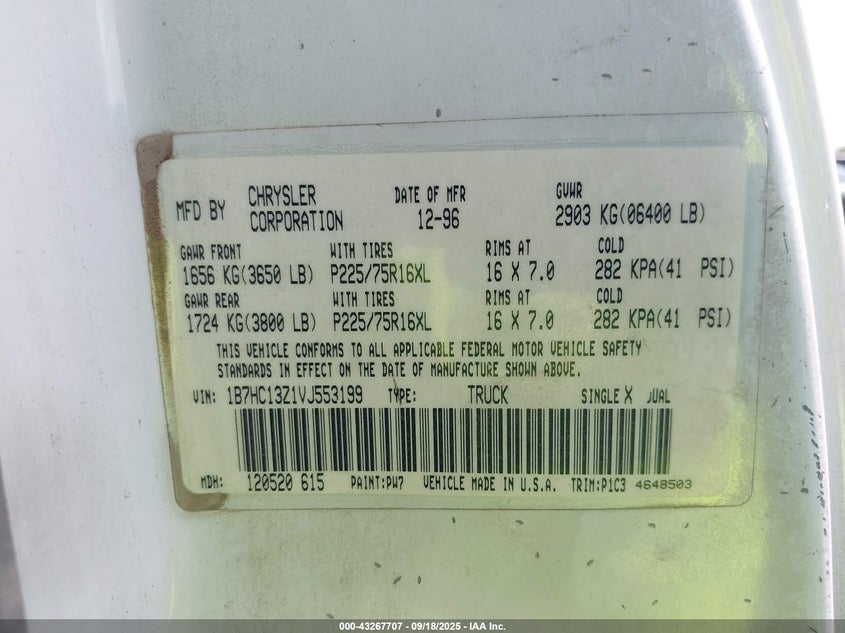 MFD BY CHRYSLER CORPORATION DATE OF MFR 12-96 GVWR 2903 KG(06400 LB)
GAWR FRONT WITH TIRES RIMS AT COLD
1656 KG(3650 LB) P225/75R16XL 16 X 7.0 282 KPA(41 PSI)
GAWR REAR WITH TIRES RIMS AT COLD
1724 KG(3800 LB) P225/75R16XL 16 X 7.0 282 KPA(41 PSI)
THIS VEHICLE CONFORMS TO ALL APPLICABLE FEDERAL MOTOR VEHICLE SAFETY
STANDARDS IN EFFECT ON THE DATE OF MANUFACTURE SHOWN ABOVE.
VIN: 1B7HC13Z1VJ553199 TYPE: TRUCK SINGLE X DUAL
MDH: 120520 615 PAINT:PW7 VEHICLE MADE IN U.S.A. TRIM:P1C3 4648503
000-43267707 - 09/18/2025 - IAA Inc.